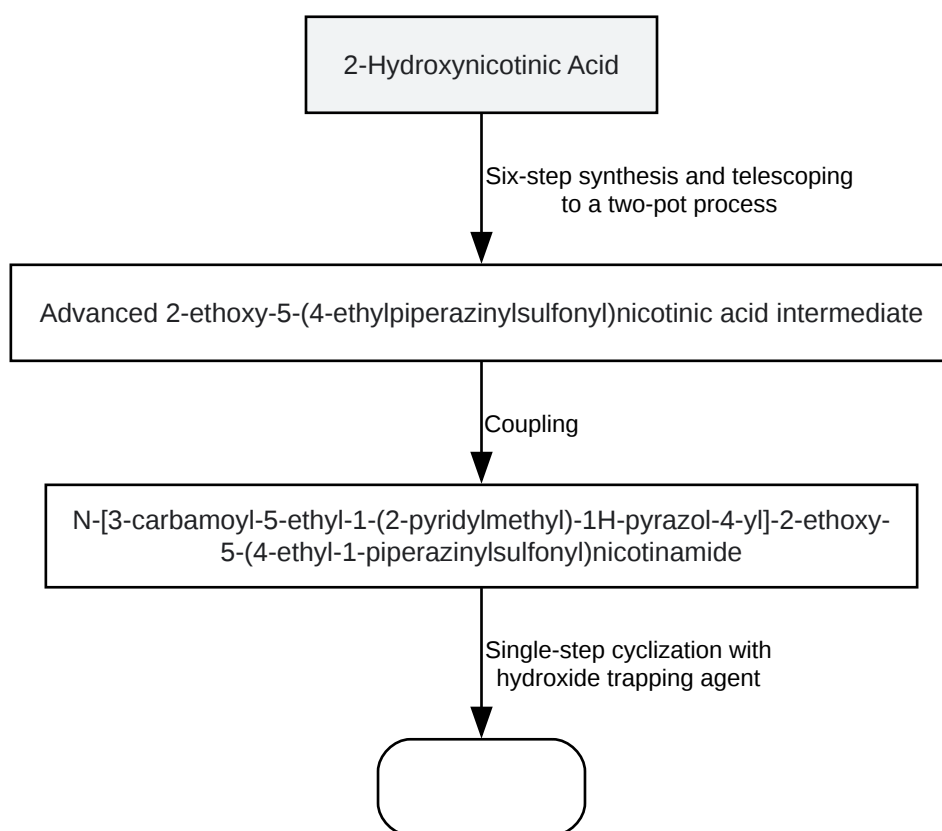 2-Hydroxynicotinic Acid
Six-step synthesis and telescoping
to a two-pot process
Advanced 2-ethoxy-5-(4-ethylpiperazinylsulfonyl)nicotinic acid intermediate
Coupling
N-[3-carbamoyl-5-ethyl-1-(2-pyridylmethyl)-1H-pyrazol-4-yl]-2-ethoxy-
5-(4-ethyl-1-piperazinylsulfonyl)nicotinamide
Single-step cyclization with
hydroxide trapping agent